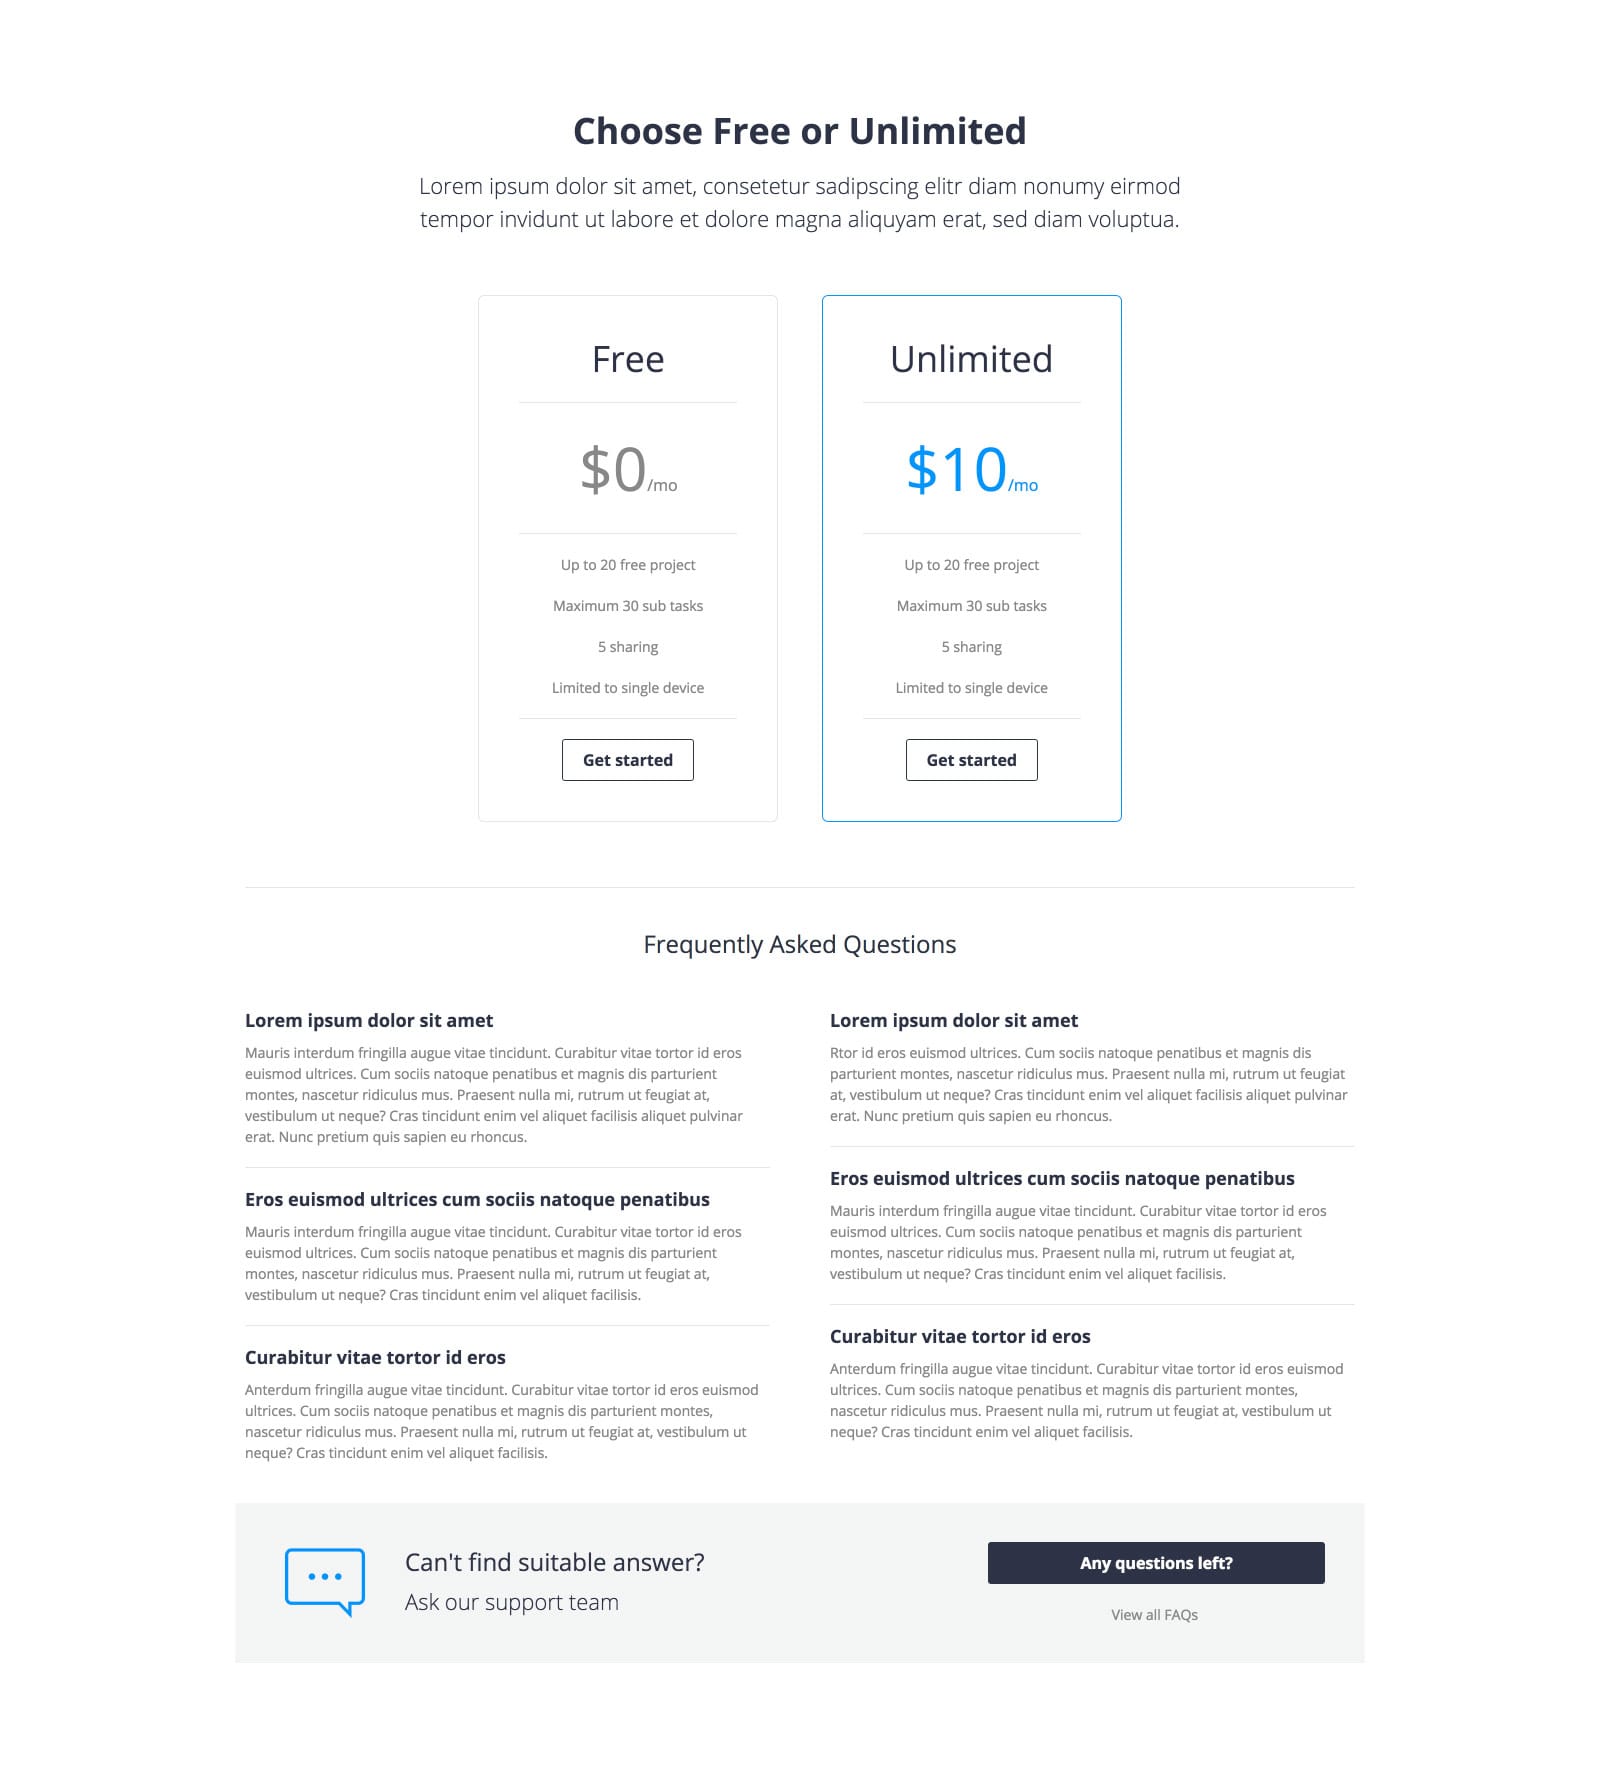 Choose Free or Unlimited
Lorem ipsum dolor sit amet, consetetur sadipscing elitr diam nonumy eirmod
tempor invidunt ut labore et dolore magna aliquyam erat, sed diam voluptua.
Free
$0/mo
Up to 20 free project
Maximum 30 sub tasks
5 sharing
Limited to single device
Get started
Unlimited
$10/mo
Up to 20 free project
Maximum 30 sub tasks
5 sharing
Limited to single device
Get started
Frequently Asked Questions
Lorem ipsum dolor sit amet
Mauris interdum fringilla augue vitae tincidunt. Curabitur vitae tortor id eros
euismod ultrices. Cum sociis natoque penatibus et magnis dis parturient
montes, nascetur ridiculus mus. Praesent nulla mi, rutrum ut feugiat at,
vestibulum ut neque? Cras tincidunt enim vel aliquet facilisis aliquet pulvinar
erat. Nunc pretium quis sapien eu rhoncus.
Eros euismod ultrices cum sociis natoque penatibus
Mauris interdum fringilla augue vitae tincidunt. Curabitur vitae tortor id eros
euismod ultrices. Cum sociis natoque penatibus et magnis dis parturient
montes, nascetur ridiculus mus. Praesent nulla mi, rutrum ut feugiat at,
vestibulum ut neque? Cras tincidunt enim vel aliquet facilisis.
Curabitur vitae tortor id eros
Anterdum fringilla augue vitae tincidunt. Curabitur vitae tortor id eros euismod
ultrices. Cum sociis natoque penatibus et magnis dis parturient montes,
nascetur ridiculus mus. Praesent nulla mi, rutrum ut feugiat at, vestibulum ut
neque? Cras tincidunt enim vel aliquet facilisis.
Lorem ipsum dolor sit amet
Rtor id eros euismod ultrices. Cum sociis natoque penatibus et magnis dis
parturient montes, nascetur ridiculus mus. Praesent nulla mi, rutrum ut feugiat
at, vestibulum ut neque? Cras tincidunt enim vel aliquet facilisis aliquet pulvinar
erat. Nunc pretium quis sapien eu rhoncus.
Eros euismod ultrices cum sociis natoque penatibus
Mauris interdum fringilla augue vitae tincidunt. Curabitur vitae tortor id eros
euismod ultrices. Cum sociis natoque penatibus et magnis dis parturient
montes, nascetur ridiculus mus. Praesent nulla mi, rutrum ut feugiat at,
vestibulum ut neque? Cras tincidunt enim vel aliquet facilisis.
Curabitur vitae tortor id eros
Anterdum fringilla augue vitae tincidunt. Curabitur vitae tortor id eros euismod
ultrices. Cum sociis natoque penatibus et magnis dis parturient montes,
nascetur ridiculus mus. Praesent nulla mi, rutrum ut feugiat at, vestibulum ut
neque? Cras tincidunt enim vel aliquet facilisis.
Can't find suitable answer?
Ask our support team
Any questions left?
View all FAQs